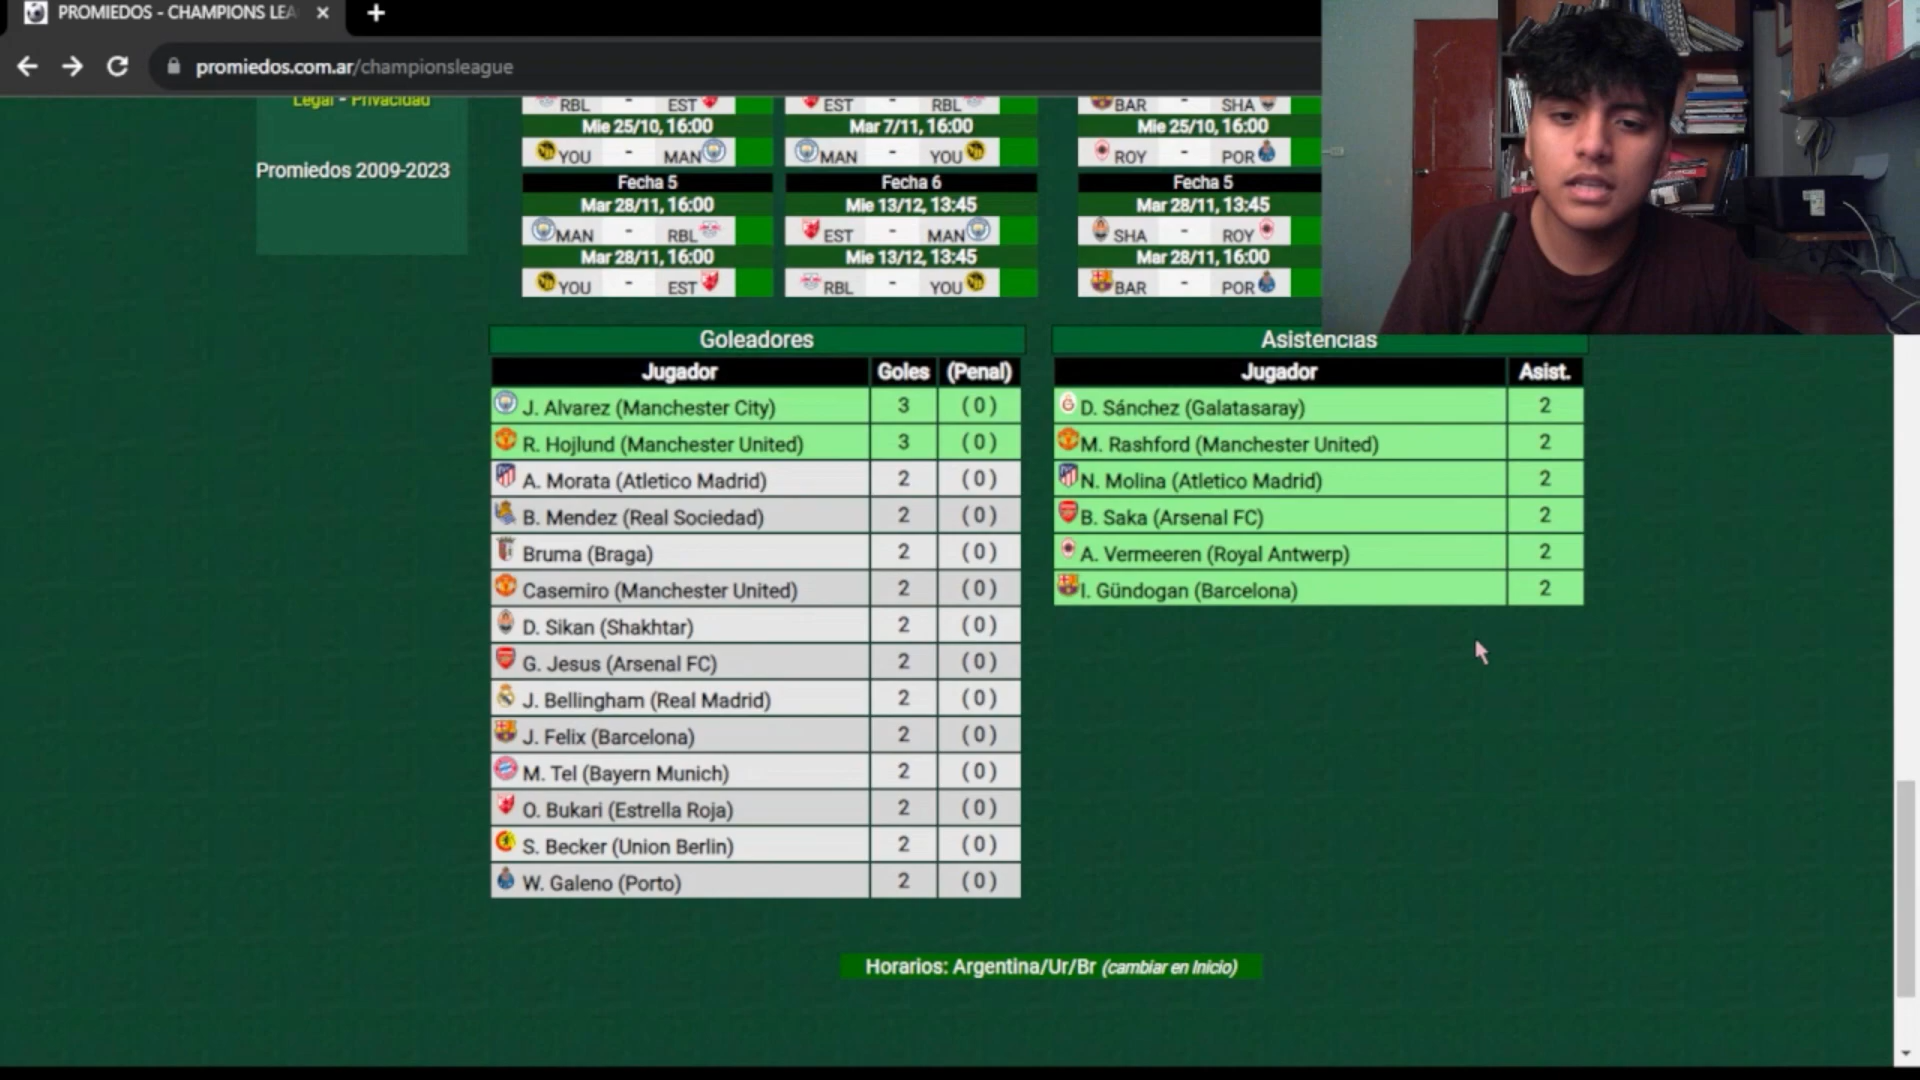 PROMIEDOS - CHAMPIONS LEA
promiedos.com.ar/championsleague
Legal - Privacidad
Promiedos 2009-2023
RBL - EST
Mie 25/10, 16:00
YOU - MAN
Fecha 5
Mar 28/11, 16:00
MAN - RBL
Mar 28/11, 16:00
YOU - EST
EST - RBL
Mar 7/11, 16:00
MAN - YOU
Fecha 6
Mie 13/12, 13:45
EST - MAN
Mie 13/12, 13:45
RBL - YOU
BAR - SHA
Mie 25/10, 16:00
ROY - POR
Fecha 5
Mar 28/11, 13:45
SHA - ROY
Mar 28/11, 16:00
BAR - POR
Goleadores
Jugador Goles (Penal)
J. Alvarez (Manchester City) 3 (0)
R. Hojlund (Manchester United) 3 (0)
A. Morata (Atletico Madrid) 2 (0)
B. Mendez (Real Sociedad) 2 (0)
Bruma (Braga) 2 (0)
Casemiro (Manchester United) 2 (0)
D. Sikan (Shakhtar) 2 (0)
G. Jesus (Arsenal FC) 2 (0)
J. Bellingham (Real Madrid) 2 (0)
J. Felix (Barcelona) 2 (0)
M. Tel (Bayern Munich) 2 (0)
O. Bukari (Estrella Roja) 2 (0)
S. Becker (Union Berlin) 2 (0)
W. Galeno (Porto) 2 (0)
Asistencias
Jugador Asist.
D. Sánchez (Galatasaray) 2
M. Rashford (Manchester United) 2
N. Molina (Atletico Madrid) 2
B. Saka (Arsenal FC) 2
A. Vermeeren (Royal Antwerp) 2
I. Gündogan (Barcelona) 2
Horarios: Argentina/Ur/Br (cambiar en Inicio)